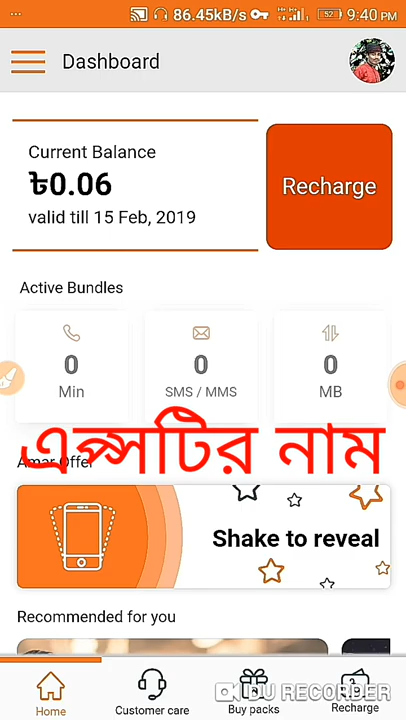 ... 86.45kB/s 52 9:40 PM
Dashboard
Current Balance
৳0.06
Recharge
valid till 15 Feb, 2019
Active Bundles
0 0 0
Min SMS / MMS MB
এপ্সটির নাম
Amar Offer
Shake to reveal
Recommended for you
DU RECORDER
Home Customer care Buy packs Recharge